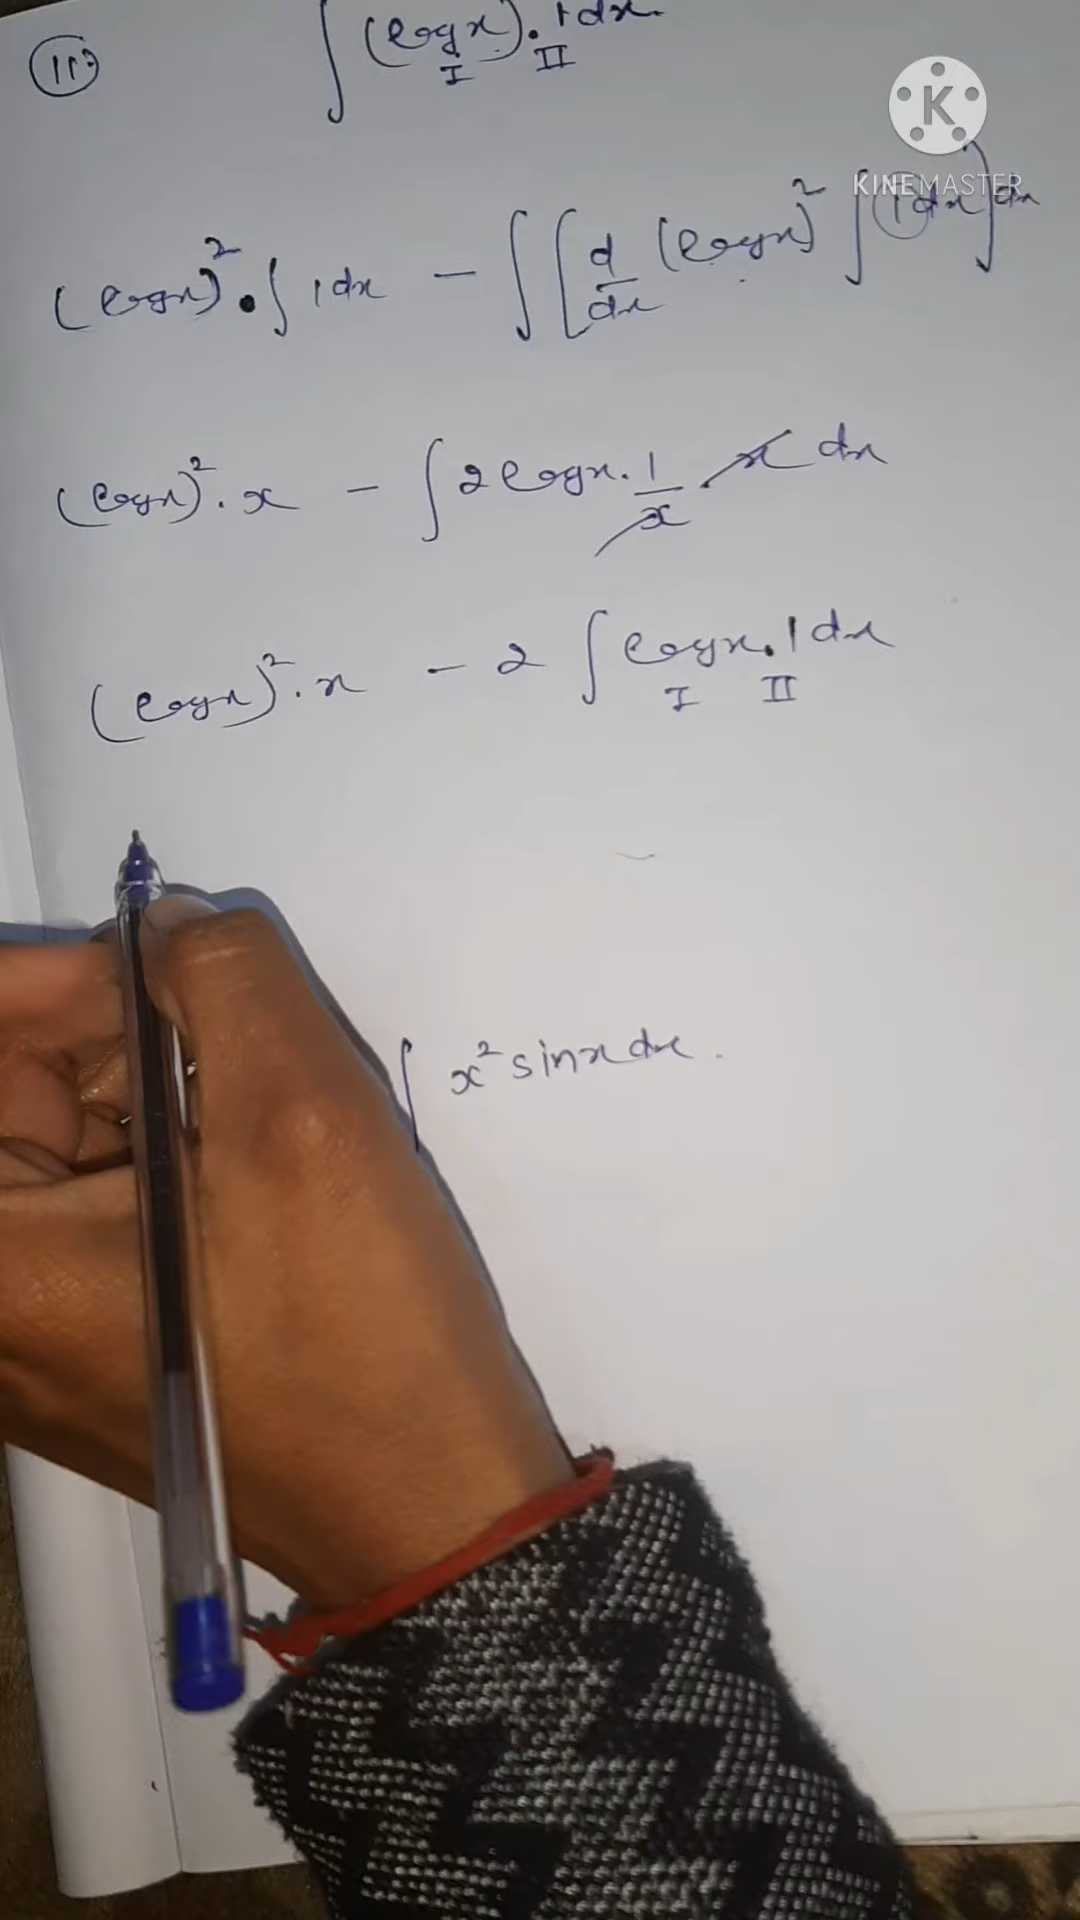 (11) ∫ (log x) . 1 dx.
I II
K
KINEMASTER
(log x)² . ∫ 1 dx − ∫ [ d/dx (log x)² ∫ 1 dx ] dx
(log x)² . x − ∫ 2 log x . 1/x . x dx
(log x)² . x − 2 ∫ log x . 1 dx
I II
∫ x² sin x dx .